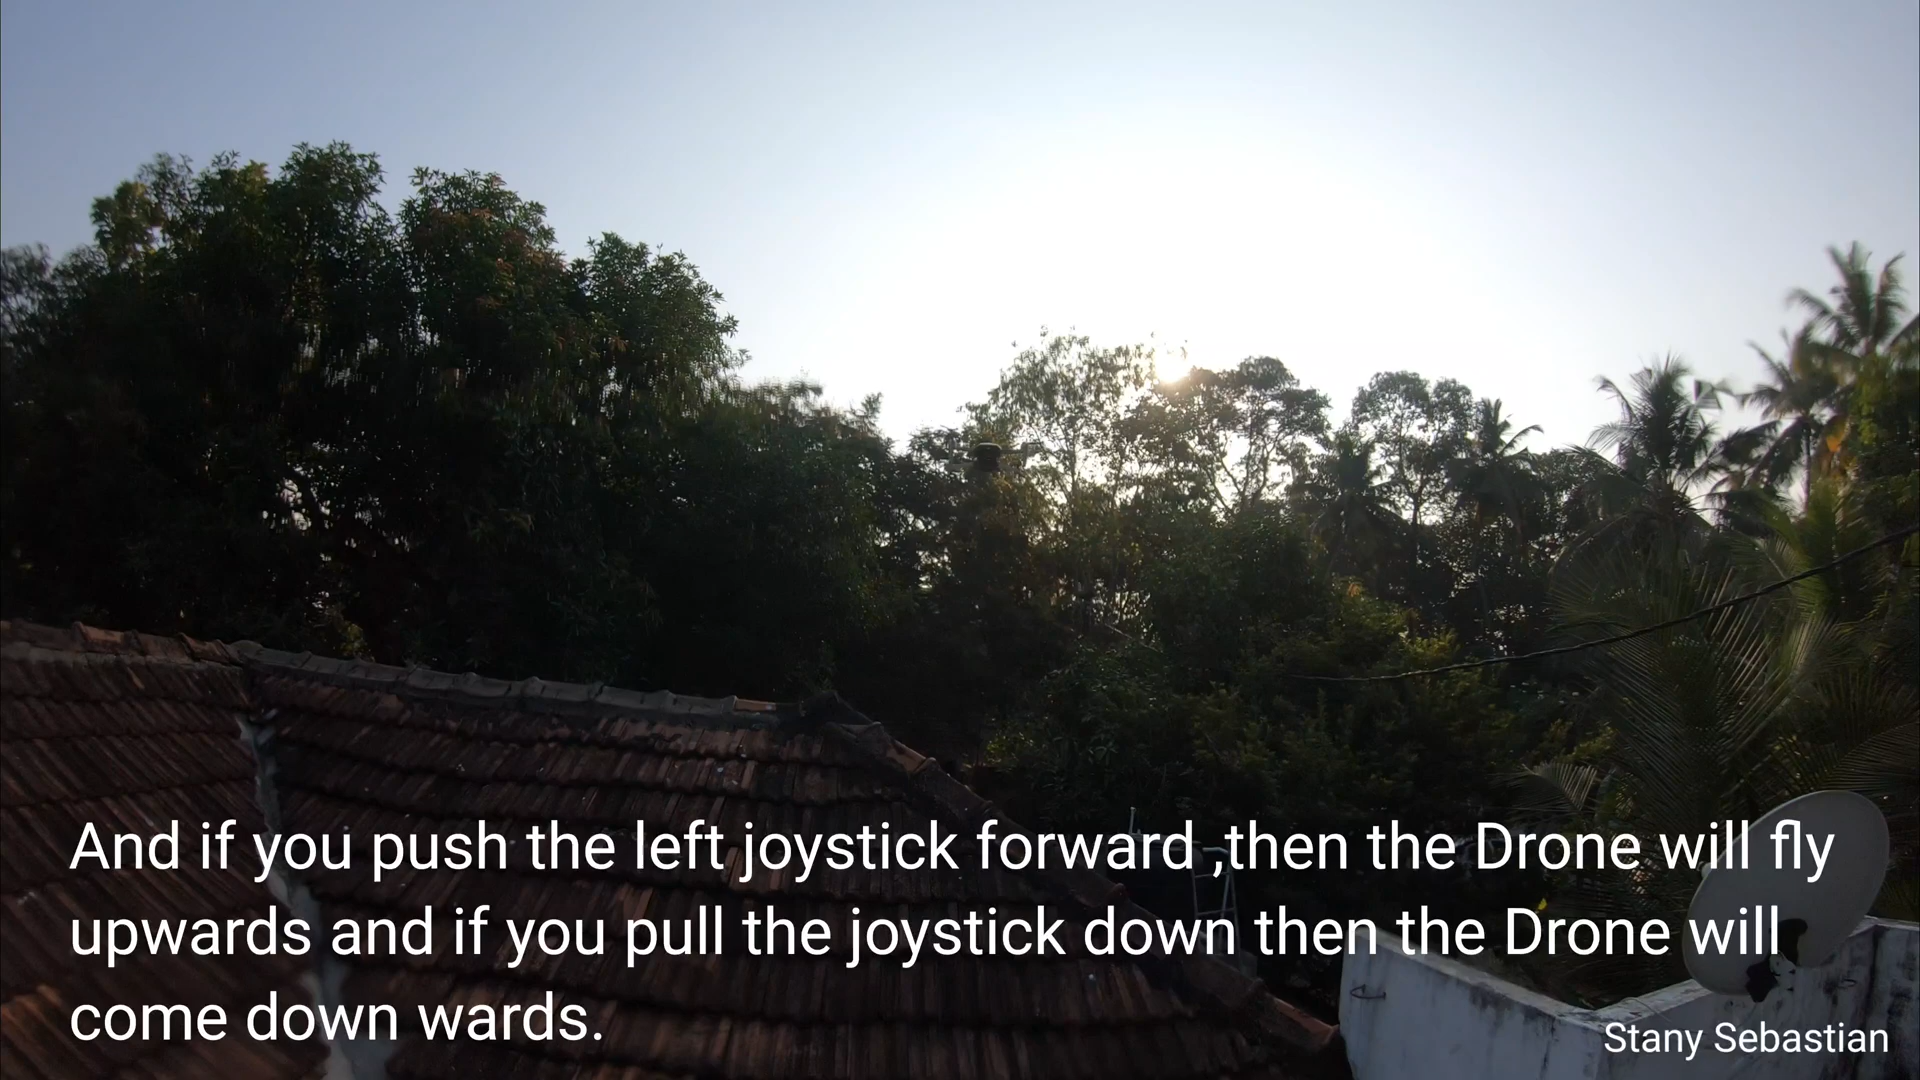 And if you push the left joystick forward ,then the Drone will fly
upwards and if you pull the joystick down then the Drone will
come down wards.
Stany Sebastian